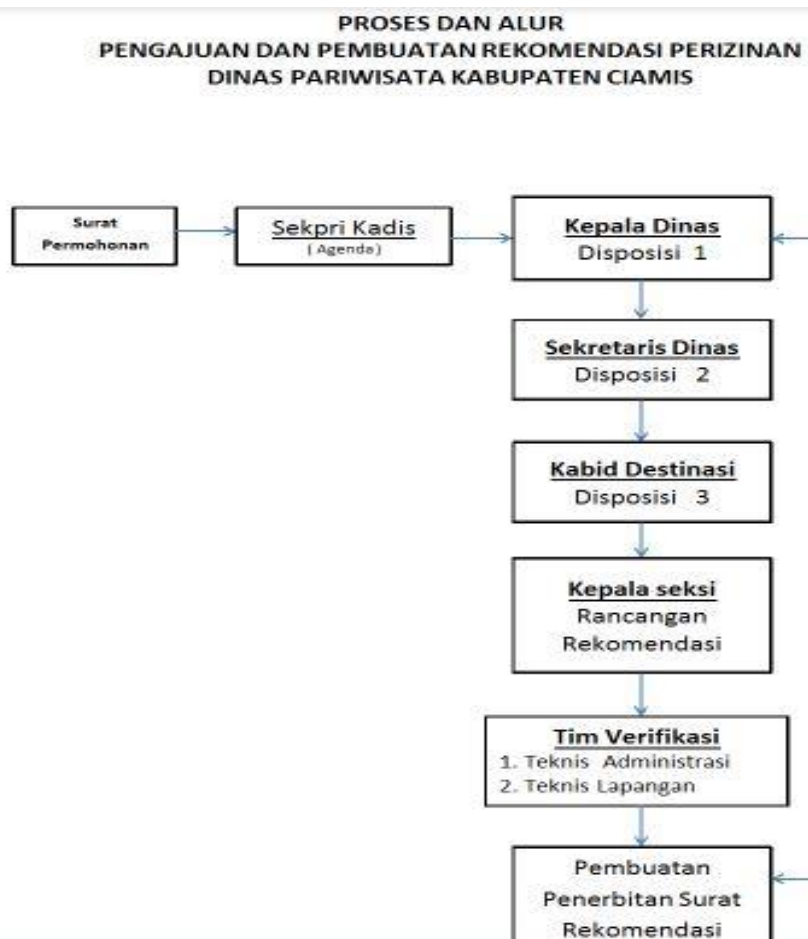 PROSES DAN ALUR
PENGAJUAN DAN PEMBUATAN REKOMENDASI PERIZINAN
DINAS PARIWISATA KABUPATEN CIAMIS
Surat
Permohonan
Sekpri Kadis
( Agenda )
Kepala Dinas
Disposisi 1
Sekretaris Dinas
Disposisi 2
Kabid Destinasi
Disposisi 3
Kepala seksi
Rancangan
Rekomendasi
Tim Verifikasi
1. Teknis Administrasi
2. Teknis Lapangan
Pembuatan
Penerbitan Surat
Rekomendasi